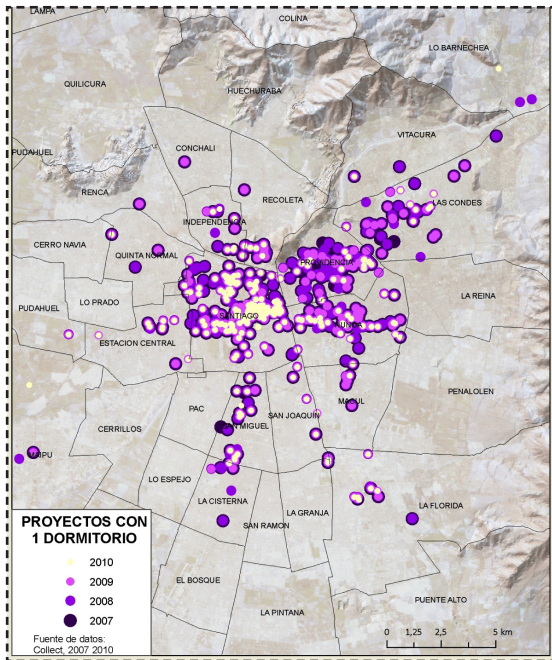 LAMPA
COLINA
LO BARNECHEA
QUILICURA
HUECHURABA
VITACURA
CONCHALI
PUDAHUEL
RENCA
RECOLETA
LAS CONDES
INDEPENDENCIA
CERRO NAVIA
QUINTA NORMAL
PROVIDENCIA
LO PRADO
LA REINA
PUDAHUEL
SANTIAGO
ÑUNOA
ESTACION CENTRAL
PENALOLEN
MACUL
PAC
SAN JOAQUIN
CERRILLOS
SAN MIGUEL
MAIPU
LO ESPEJO
LA CISTERNA
LA GRANJA
LA FLORIDA
SAN RAMON
EL BOSQUE
PUENTE ALTO
LA PINTANA
PROYECTOS CON
1 DORMITORIO
2010
2009
2008
2007
Fuente de datos:
Collect, 2007 2010
0 1,25 2,5 5 km